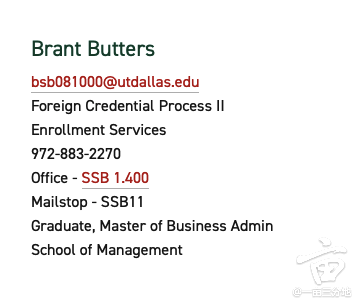 Brant Butters
bsb081000@utdallas.edu
Foreign Credential Process II
Enrollment Services
972-883-2270
Office - SSB 1.400
Mailstop - SSB11
Graduate, Master of Business Admin
School of Management
亩
@一亩三分地